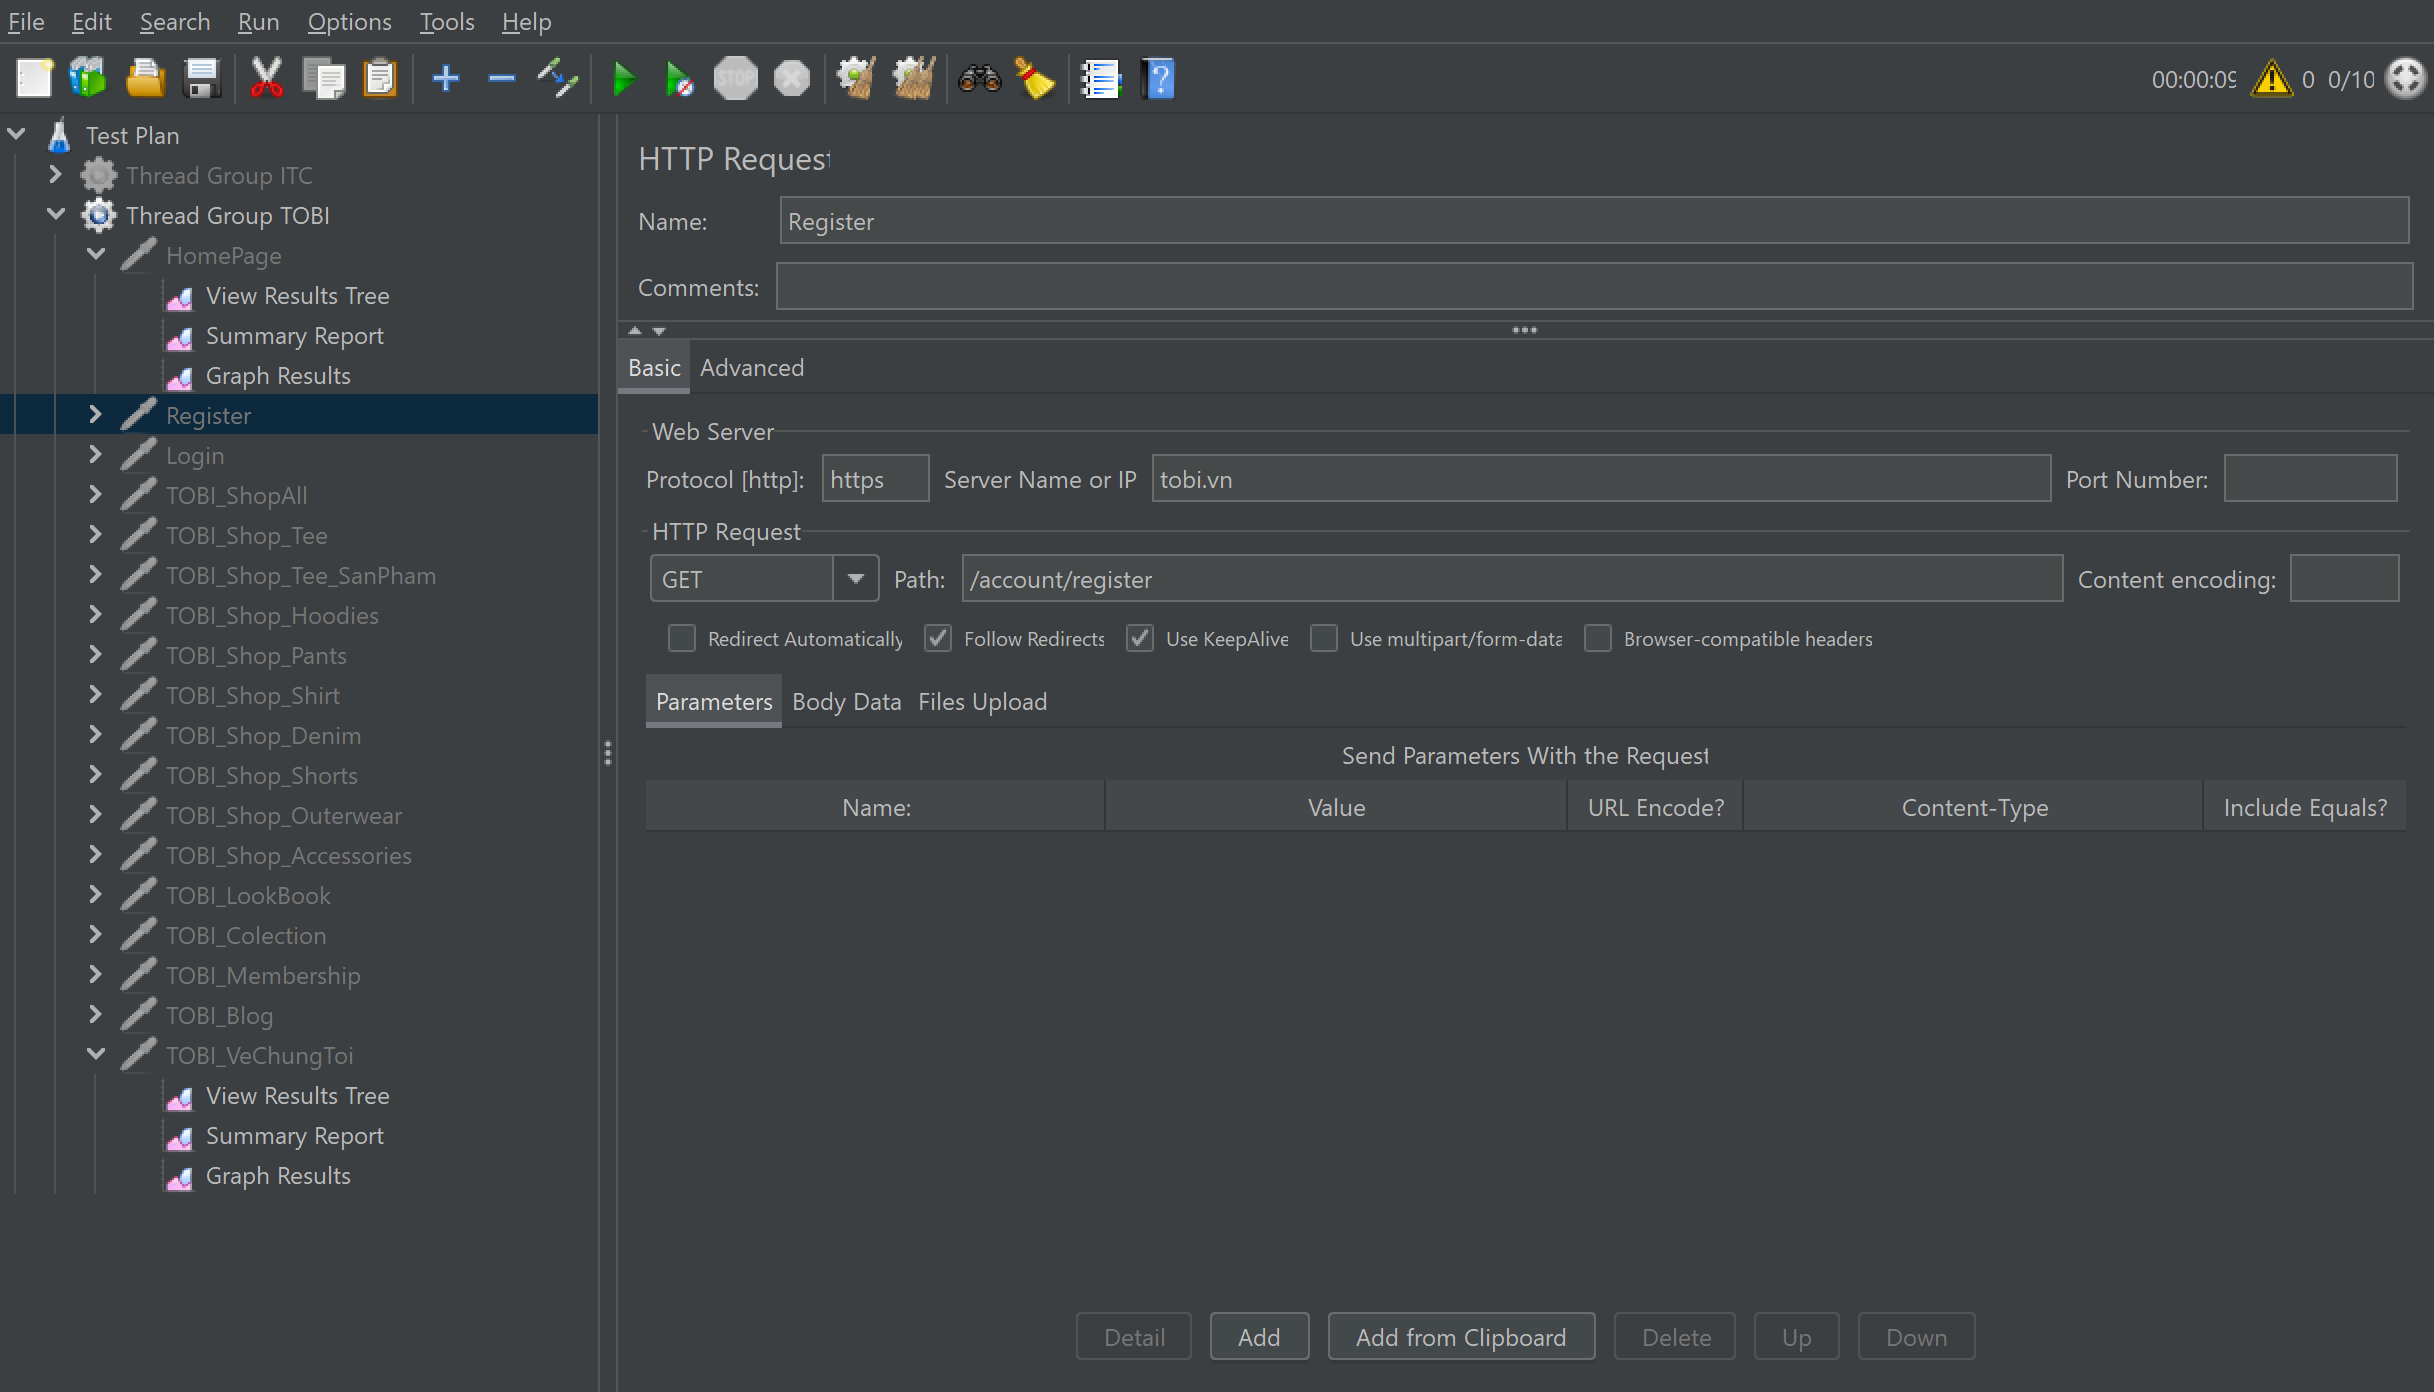 File Edit Search Run Options Tools Help
STOP
00:00:09 0 0/10
Test Plan
Thread Group ITC
Thread Group TOBI
HomePage
View Results Tree
Summary Report
Graph Results
Register
Login
TOBI_ShopAll
TOBI_Shop_Tee
TOBI_Shop_Tee_SanPham
TOBI_Shop_Hoodies
TOBI_Shop_Pants
TOBI_Shop_Shirt
TOBI_Shop_Denim
TOBI_Shop_Shorts
TOBI_Shop_Outerwear
TOBI_Shop_Accessories
TOBI_LookBook
TOBI_Colection
TOBI_Membership
TOBI_Blog
TOBI_VeChungToi
View Results Tree
Summary Report
Graph Results
HTTP Request
Name: Register
Comments:
Basic Advanced
Web Server
Protocol [http]: https Server Name or IP tobi.vn Port Number:
HTTP Request
GET Path: /account/register Content encoding:
Redirect Automatically Follow Redirects Use KeepAlive Use multipart/form-data Browser-compatible headers
Parameters Body Data Files Upload
Send Parameters With the Request
Name: Value URL Encode? Content-Type Include Equals?
Detail Add Add from Clipboard Delete Up Down